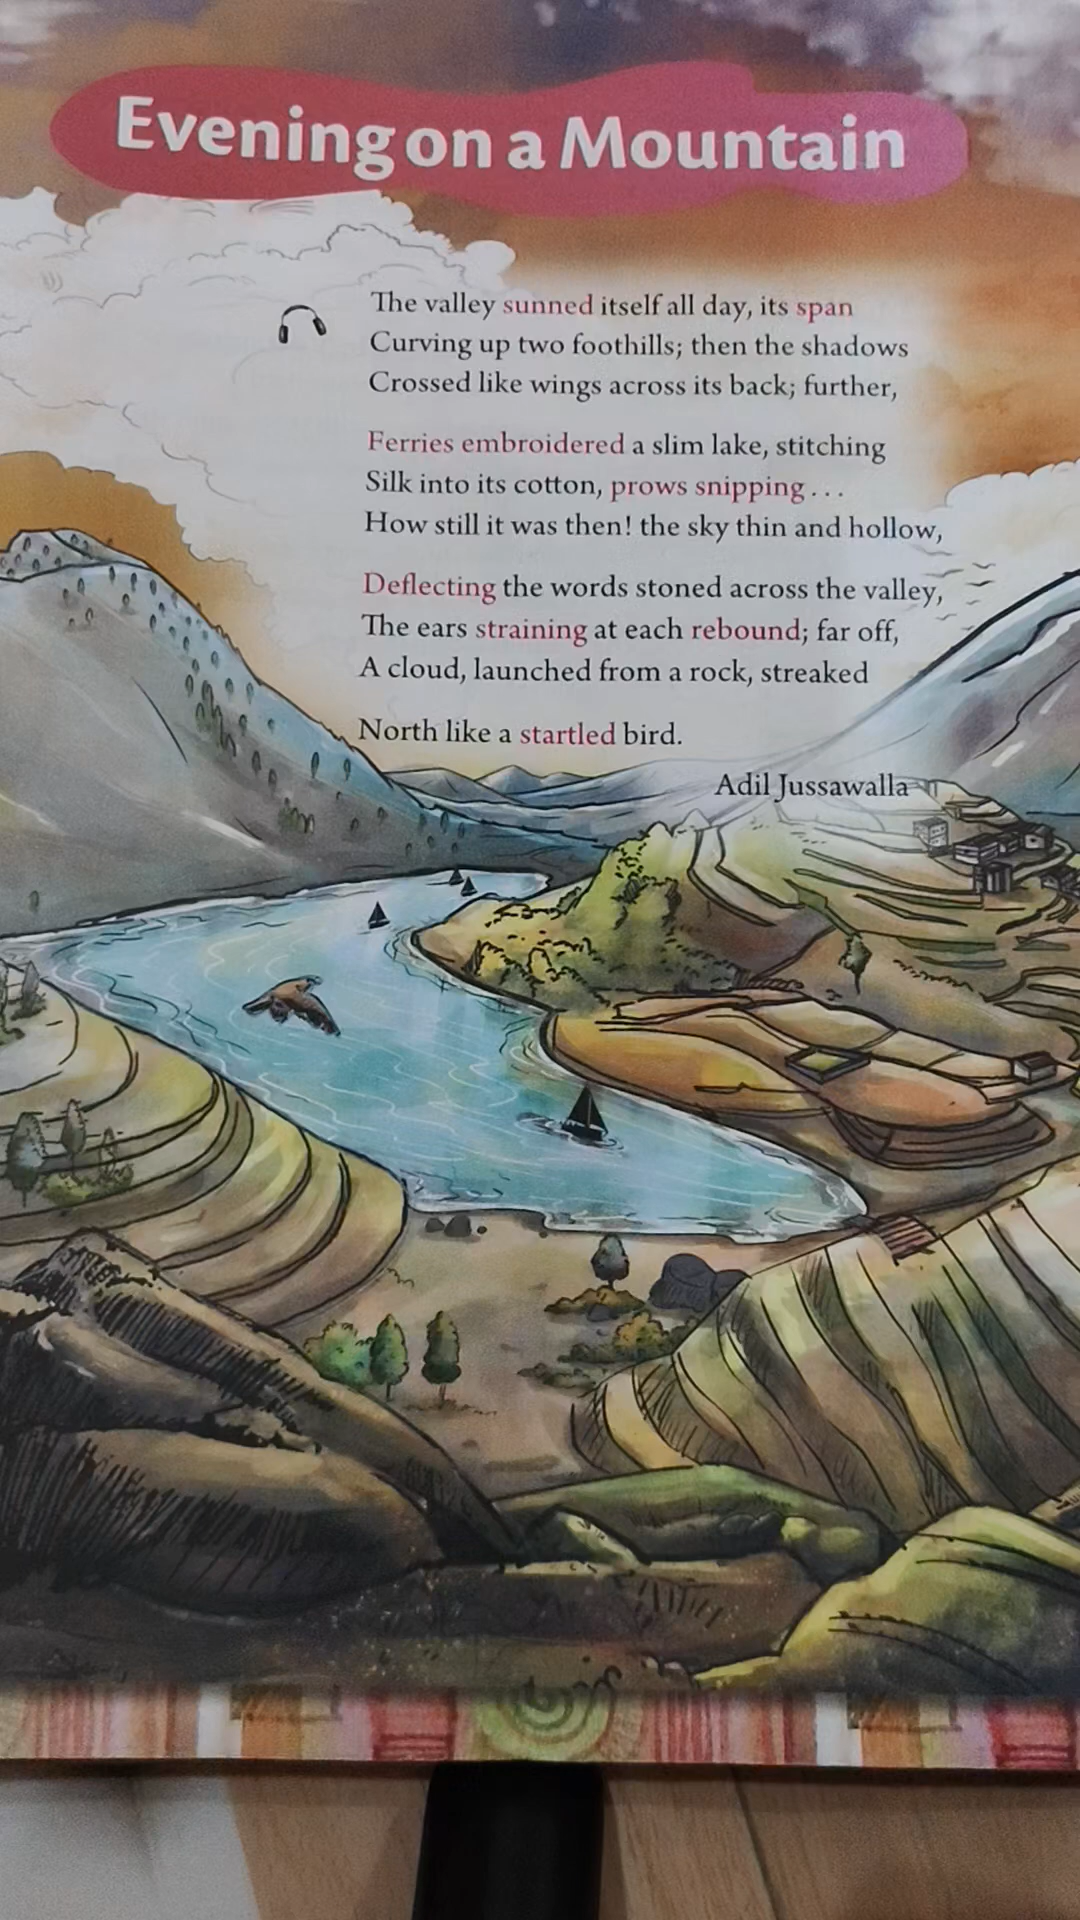 Evening on a Mountain
The valley sunned itself all day, its span
Curving up two foothills; then the shadows
Crossed like wings across its back; further,
Ferries embroidered a slim lake, stitching
Silk into its cotton, prows snipping . . .
How still it was then! the sky thin and hollow,
Deflecting the words stoned across the valley,
The ears straining at each rebound; far off,
A cloud, launched from a rock, streaked
North like a startled bird.
Adil Jussawalla